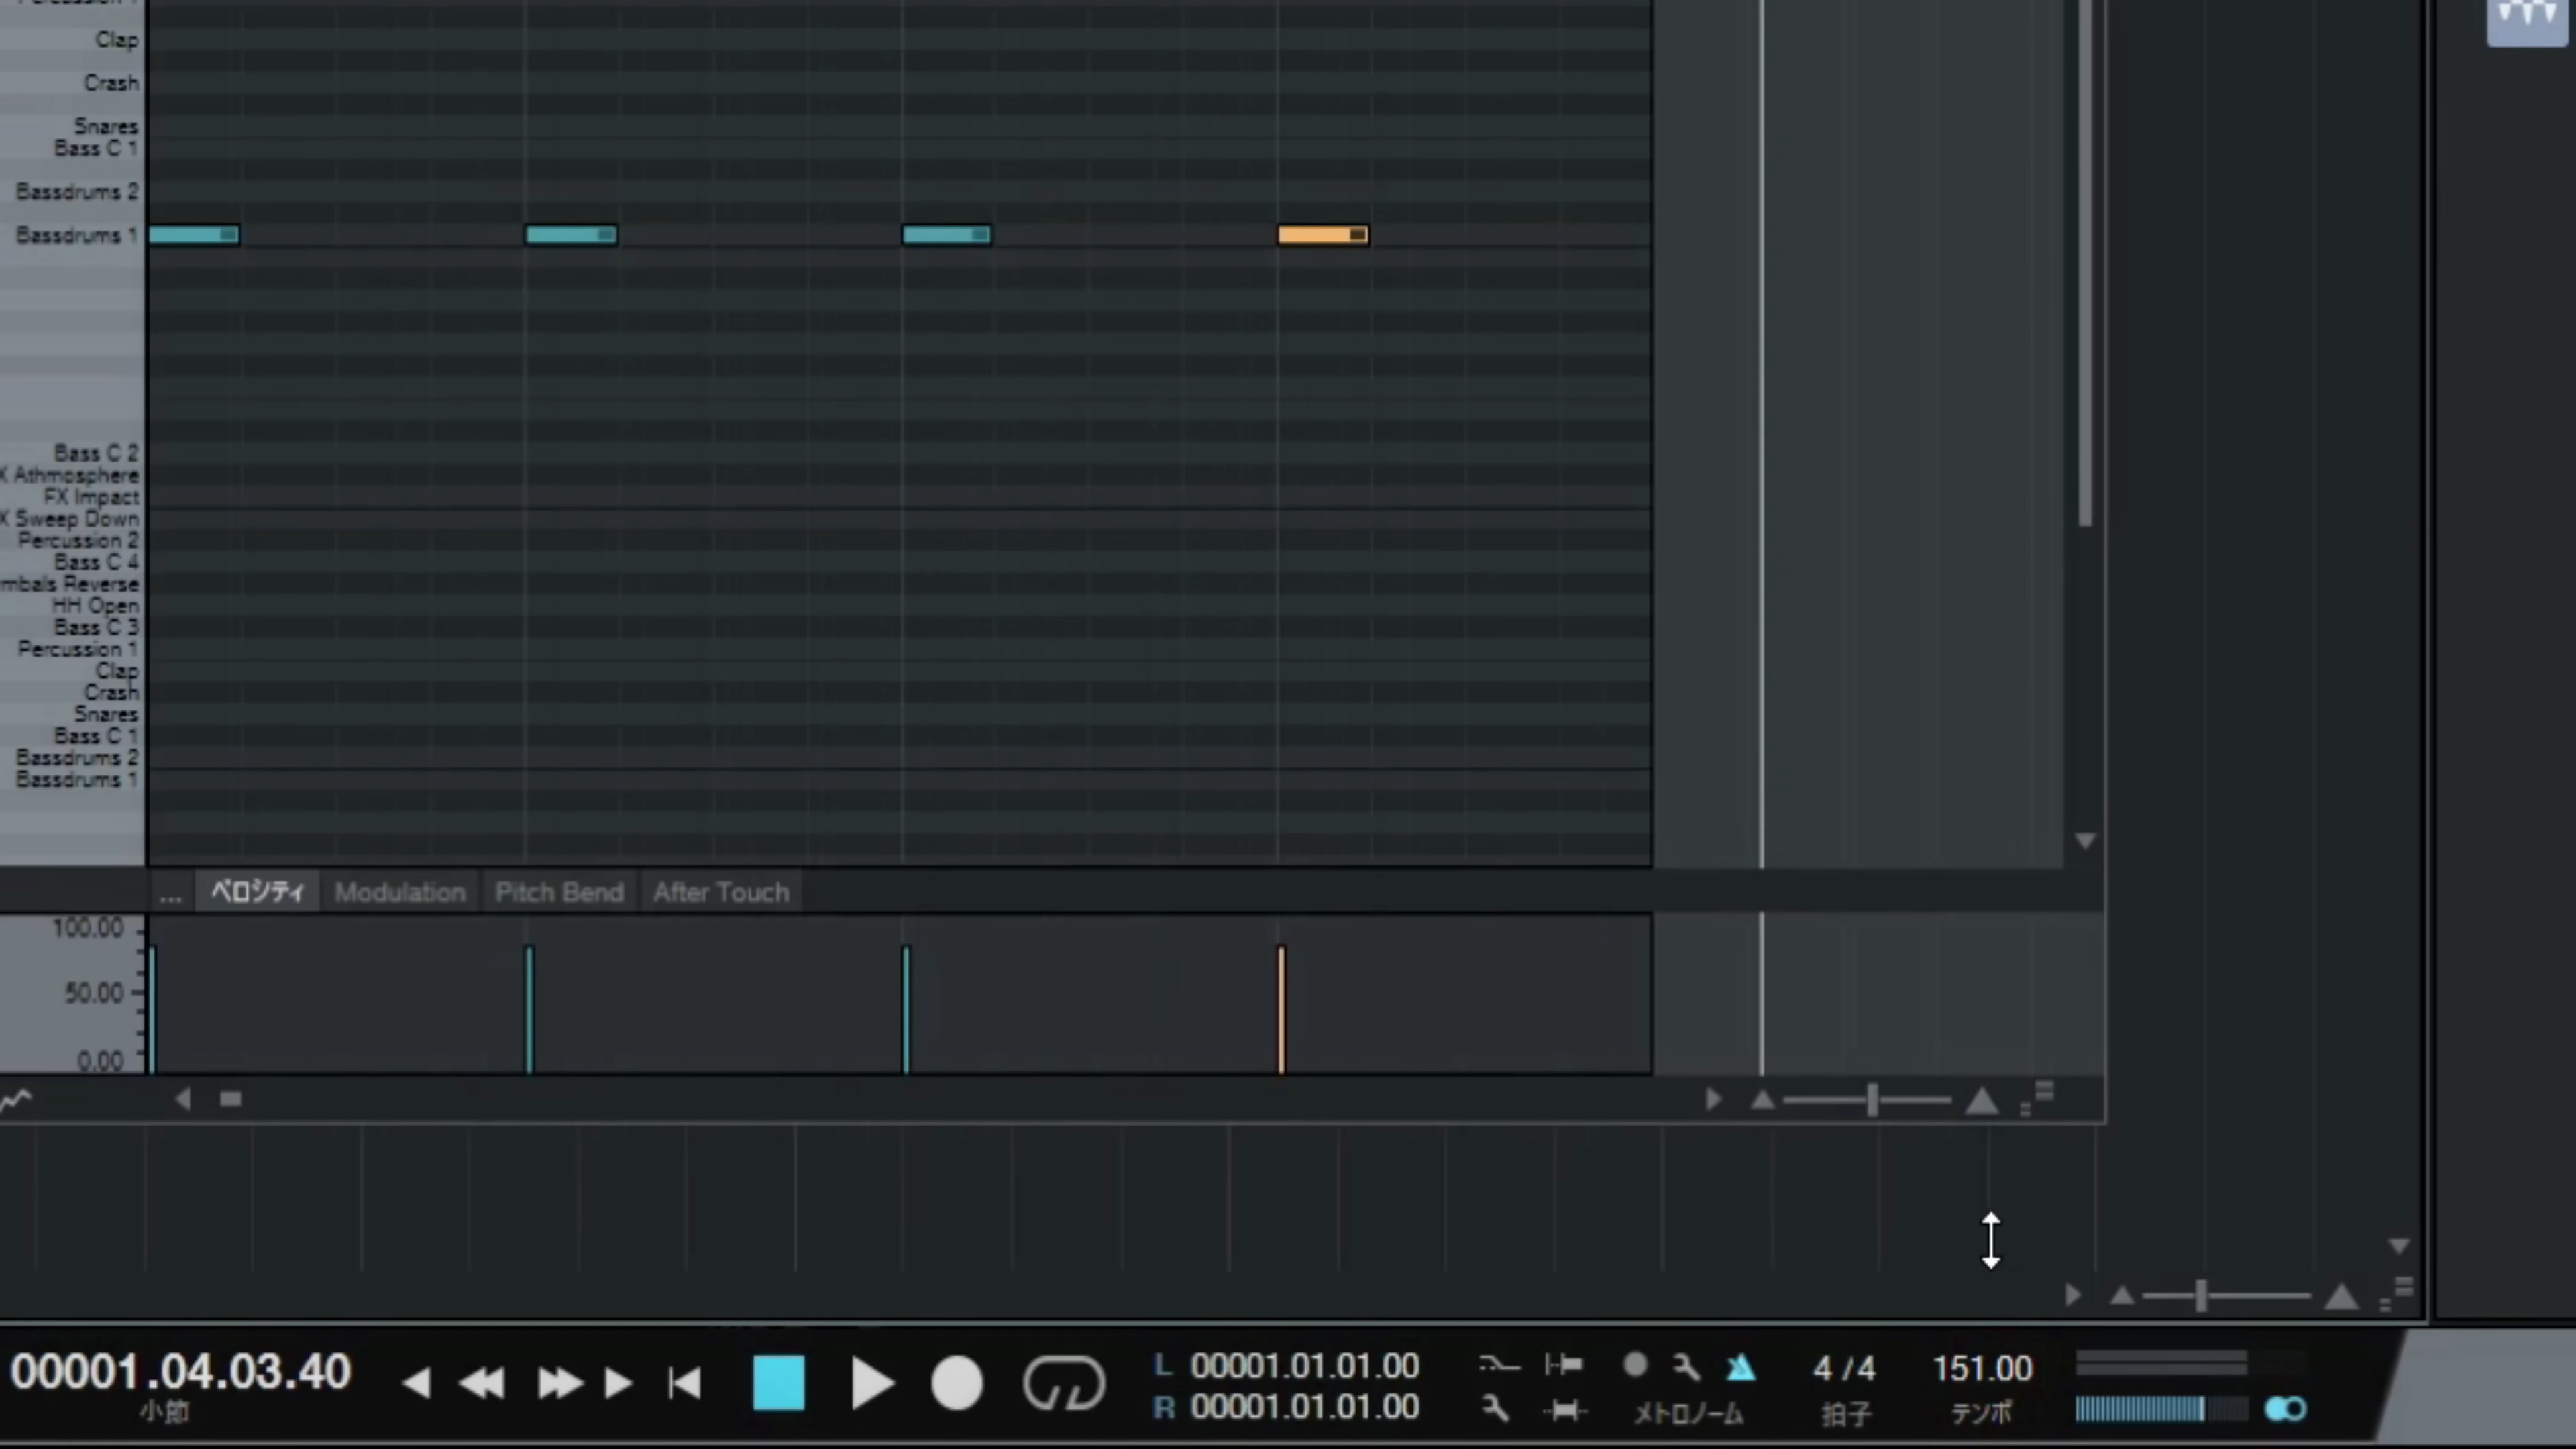 Clap
Crash
Snares
Bass C 1
Bassdrums 2
Bassdrums 1
Bass C 2
X Athmosphere
FX Impact
X Sweep Down
Percussion 2
Bass C 4
mbals Reverse
HH Open
Bass C 3
Percussion 1
Clap
Crash
Snares
Bass C 1
Bassdrums 2
Bassdrums 1
... ベロシティ Modulation Pitch Bend After Touch
100.00
50.00
0.00
00001.04.03.40
小節
L 00001.01.01.00
R 00001.01.01.00
メトロノーム
4 / 4
拍子
151.00
テンポ